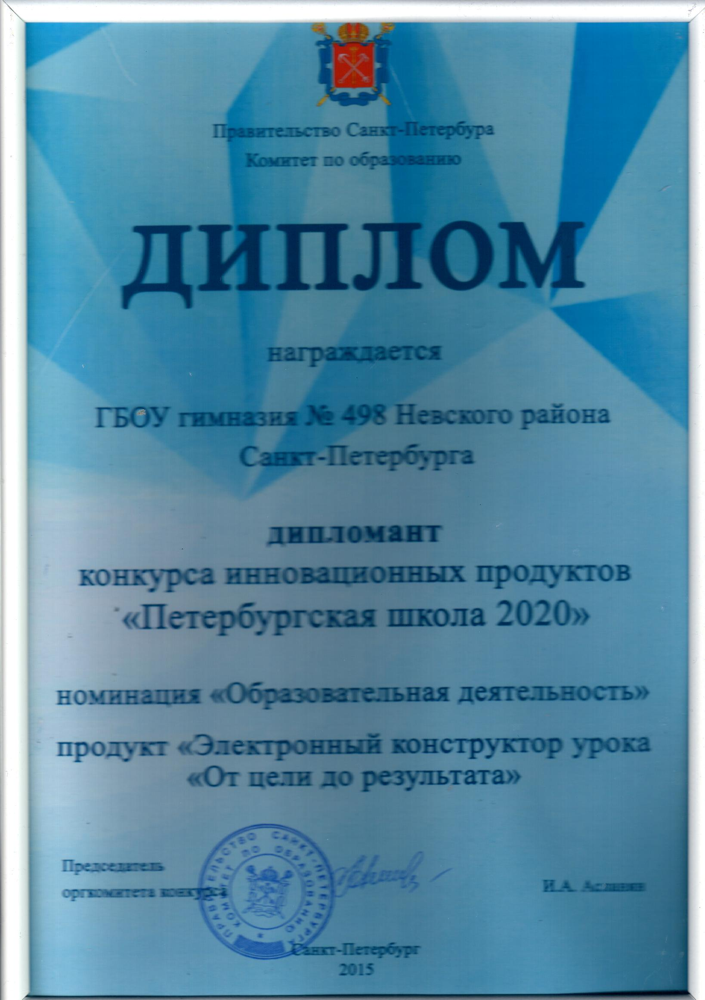 Правительство Санкт-Петербура
Комитет по образованию
ДИПЛОМ
награждается
ГБОУ гимназия № 498 Невского района
Санкт-Петербурга
дипломант
конкурса инновационных продуктов
«Петербургская школа 2020»
номинация «Образовательная деятельность»
продукт «Электронный конструктор урока
«От цели до результата»
Председатель
оргкомитета конкурса
ПРАВИТЕЛЬСТВО САНКТ-ПЕТЕРБУРГА
КОМИТЕТ ПО ОБРАЗОВАНИЮ
И.А. Асланян
Санкт-Петербург
2015